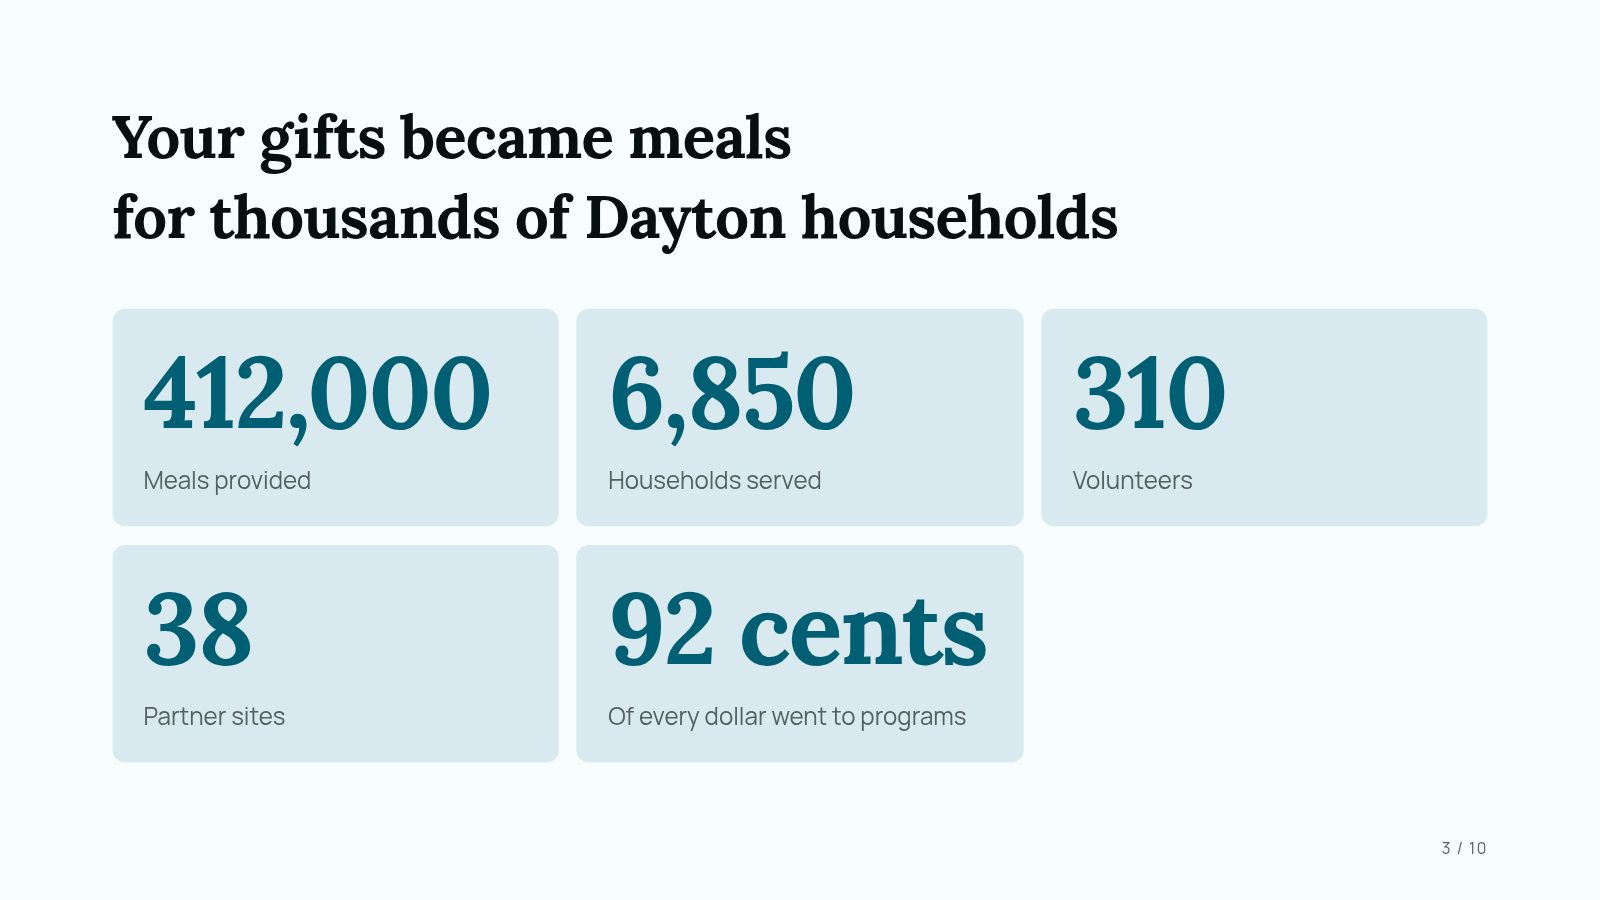 Your gifts became meals
for thousands of Dayton households
412,000
Meals provided
6,850
Households served
310
Volunteers
38
Partner sites
92 cents
Of every dollar went to programs
3 / 10